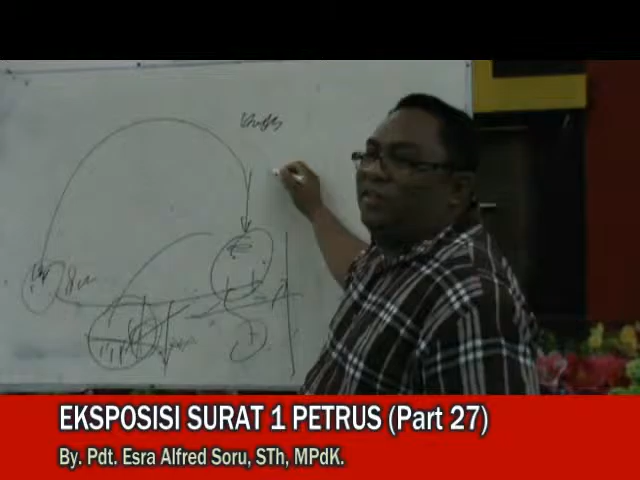 EKSPOSISI SURAT 1 PETRUS (Part 27)
By. Pdt. Esra Alfred Soru, STh, MPdK.